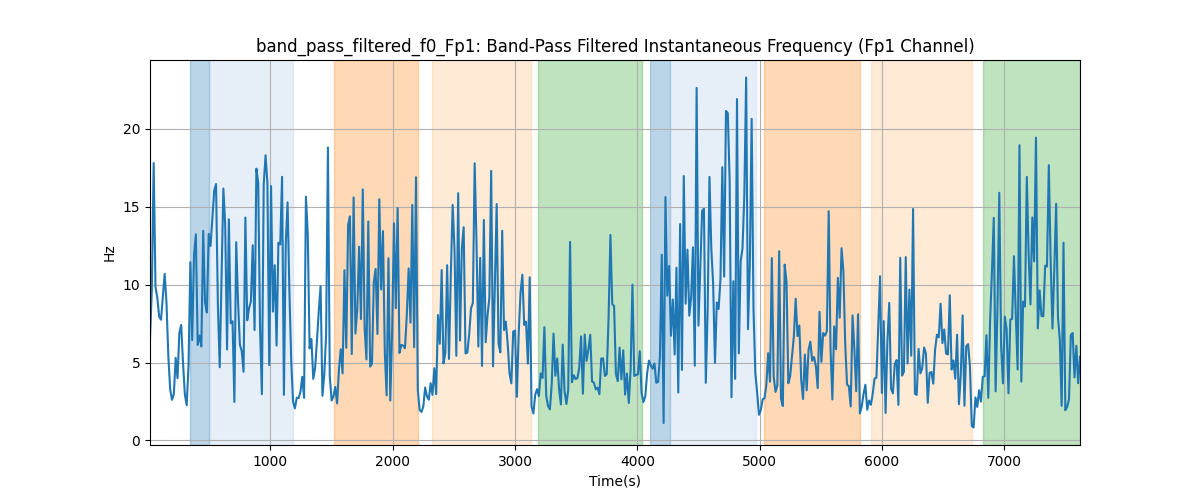 band_pass_filtered_f0_Fp1: Band-Pass Filtered Instantaneous Frequency (Fp1 Channel)
20
15
10
5
0
Hz
1000 2000 3000 4000 5000 6000 7000
Time(s)